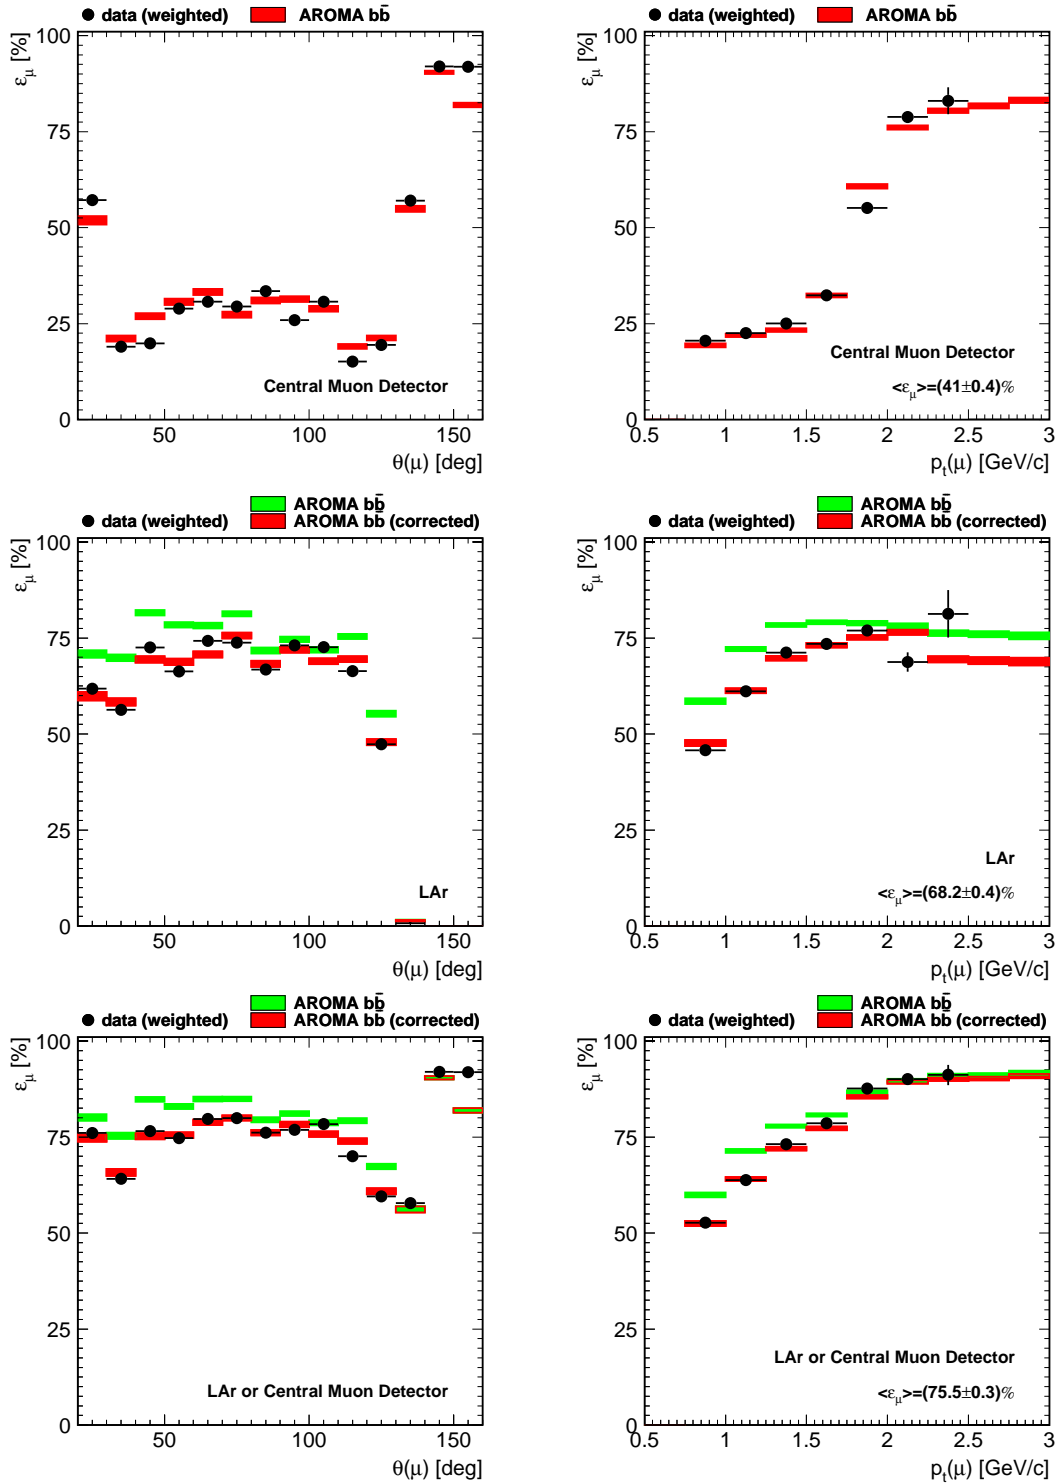 data (weighted) AROMA bb̄
data (weighted) AROMA bb̄
ε_μ [%]
100
75
50
25
0
Central Muon Detector
50 100 150
θ(μ) [deg]
ε_μ [%]
100
75
50
25
0
Central Muon Detector
<ε_μ>=(41±0.4)%
0.5 1 1.5 2 2.5 3
p_t(μ) [GeV/c]
AROMA bb̄
data (weighted) AROMA bb̄ (corrected)
AROMA bb̄
data (weighted) AROMA bb̄ (corrected)
ε_μ [%]
100
75
50
25
0
LAr
50 100 150
θ(μ) [deg]
ε_μ [%]
100
75
50
25
0
LAr
<ε_μ>=(68.2±0.4)%
0.5 1 1.5 2 2.5 3
p_t(μ) [GeV/c]
AROMA bb̄
data (weighted) AROMA bb̄ (corrected)
AROMA bb̄
data (weighted) AROMA bb̄ (corrected)
ε_μ [%]
100
75
50
25
0
LAr or Central Muon Detector
50 100 150
θ(μ) [deg]
ε_μ [%]
100
75
50
25
0
LAr or Central Muon Detector
<ε_μ>=(75.5±0.3)%
0.5 1 1.5 2 2.5 3
p_t(μ) [GeV/c]